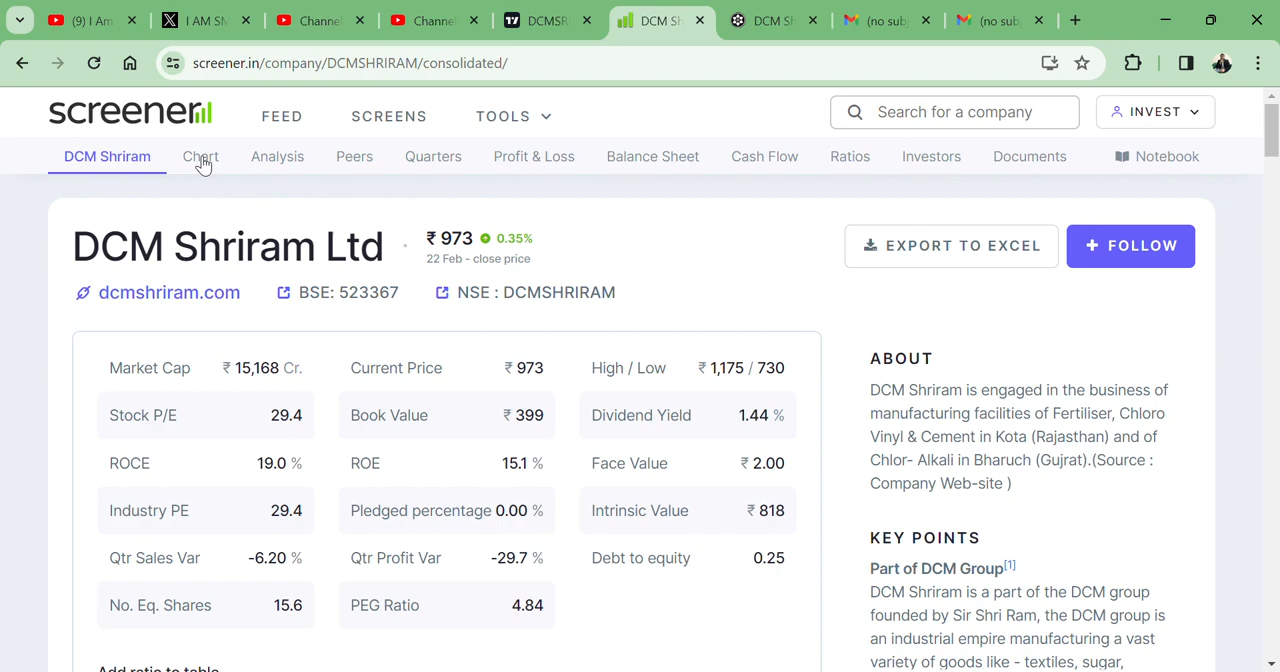 (9) I Am
I AM SM
Channe
Channe
DCMSR
DCM Sh
DCM Sh
(no sub
(no sub
screener.in/company/DCMSHRIRAM/consolidated/
screener
FEED
SCREENS
TOOLS
Search for a company
INVEST
DCM Shriram
Chart
Analysis
Peers
Quarters
Profit & Loss
Balance Sheet
Cash Flow
Ratios
Investors
Documents
Notebook
DCM Shriram Ltd
₹ 973 0.35%
22 Feb - close price
EXPORT TO EXCEL
+ FOLLOW
dcmshriram.com
BSE: 523367
NSE : DCMSHRIRAM
Market Cap ₹ 15,168 Cr.
Current Price ₹ 973
High / Low ₹ 1,175 / 730
Stock P/E 29.4
Book Value ₹ 399
Dividend Yield 1.44 %
ROCE 19.0 %
ROE 15.1 %
Face Value ₹ 2.00
Industry PE 29.4
Pledged percentage 0.00 %
Intrinsic Value ₹ 818
Qtr Sales Var -6.20 %
Qtr Profit Var -29.7 %
Debt to equity 0.25
No. Eq. Shares 15.6
PEG Ratio 4.84
Add ratio to table
ABOUT
DCM Shriram is engaged in the business of
manufacturing facilities of Fertiliser, Chloro
Vinyl & Cement in Kota (Rajasthan) and of
Chlor- Alkali in Bharuch (Gujrat).(Source :
Company Web-site )
KEY POINTS
Part of DCM Group[1]
DCM Shriram is a part of the DCM group
founded by Sir Shri Ram, the DCM group is
an industrial empire manufacturing a vast
variety of goods like - textiles, sugar,